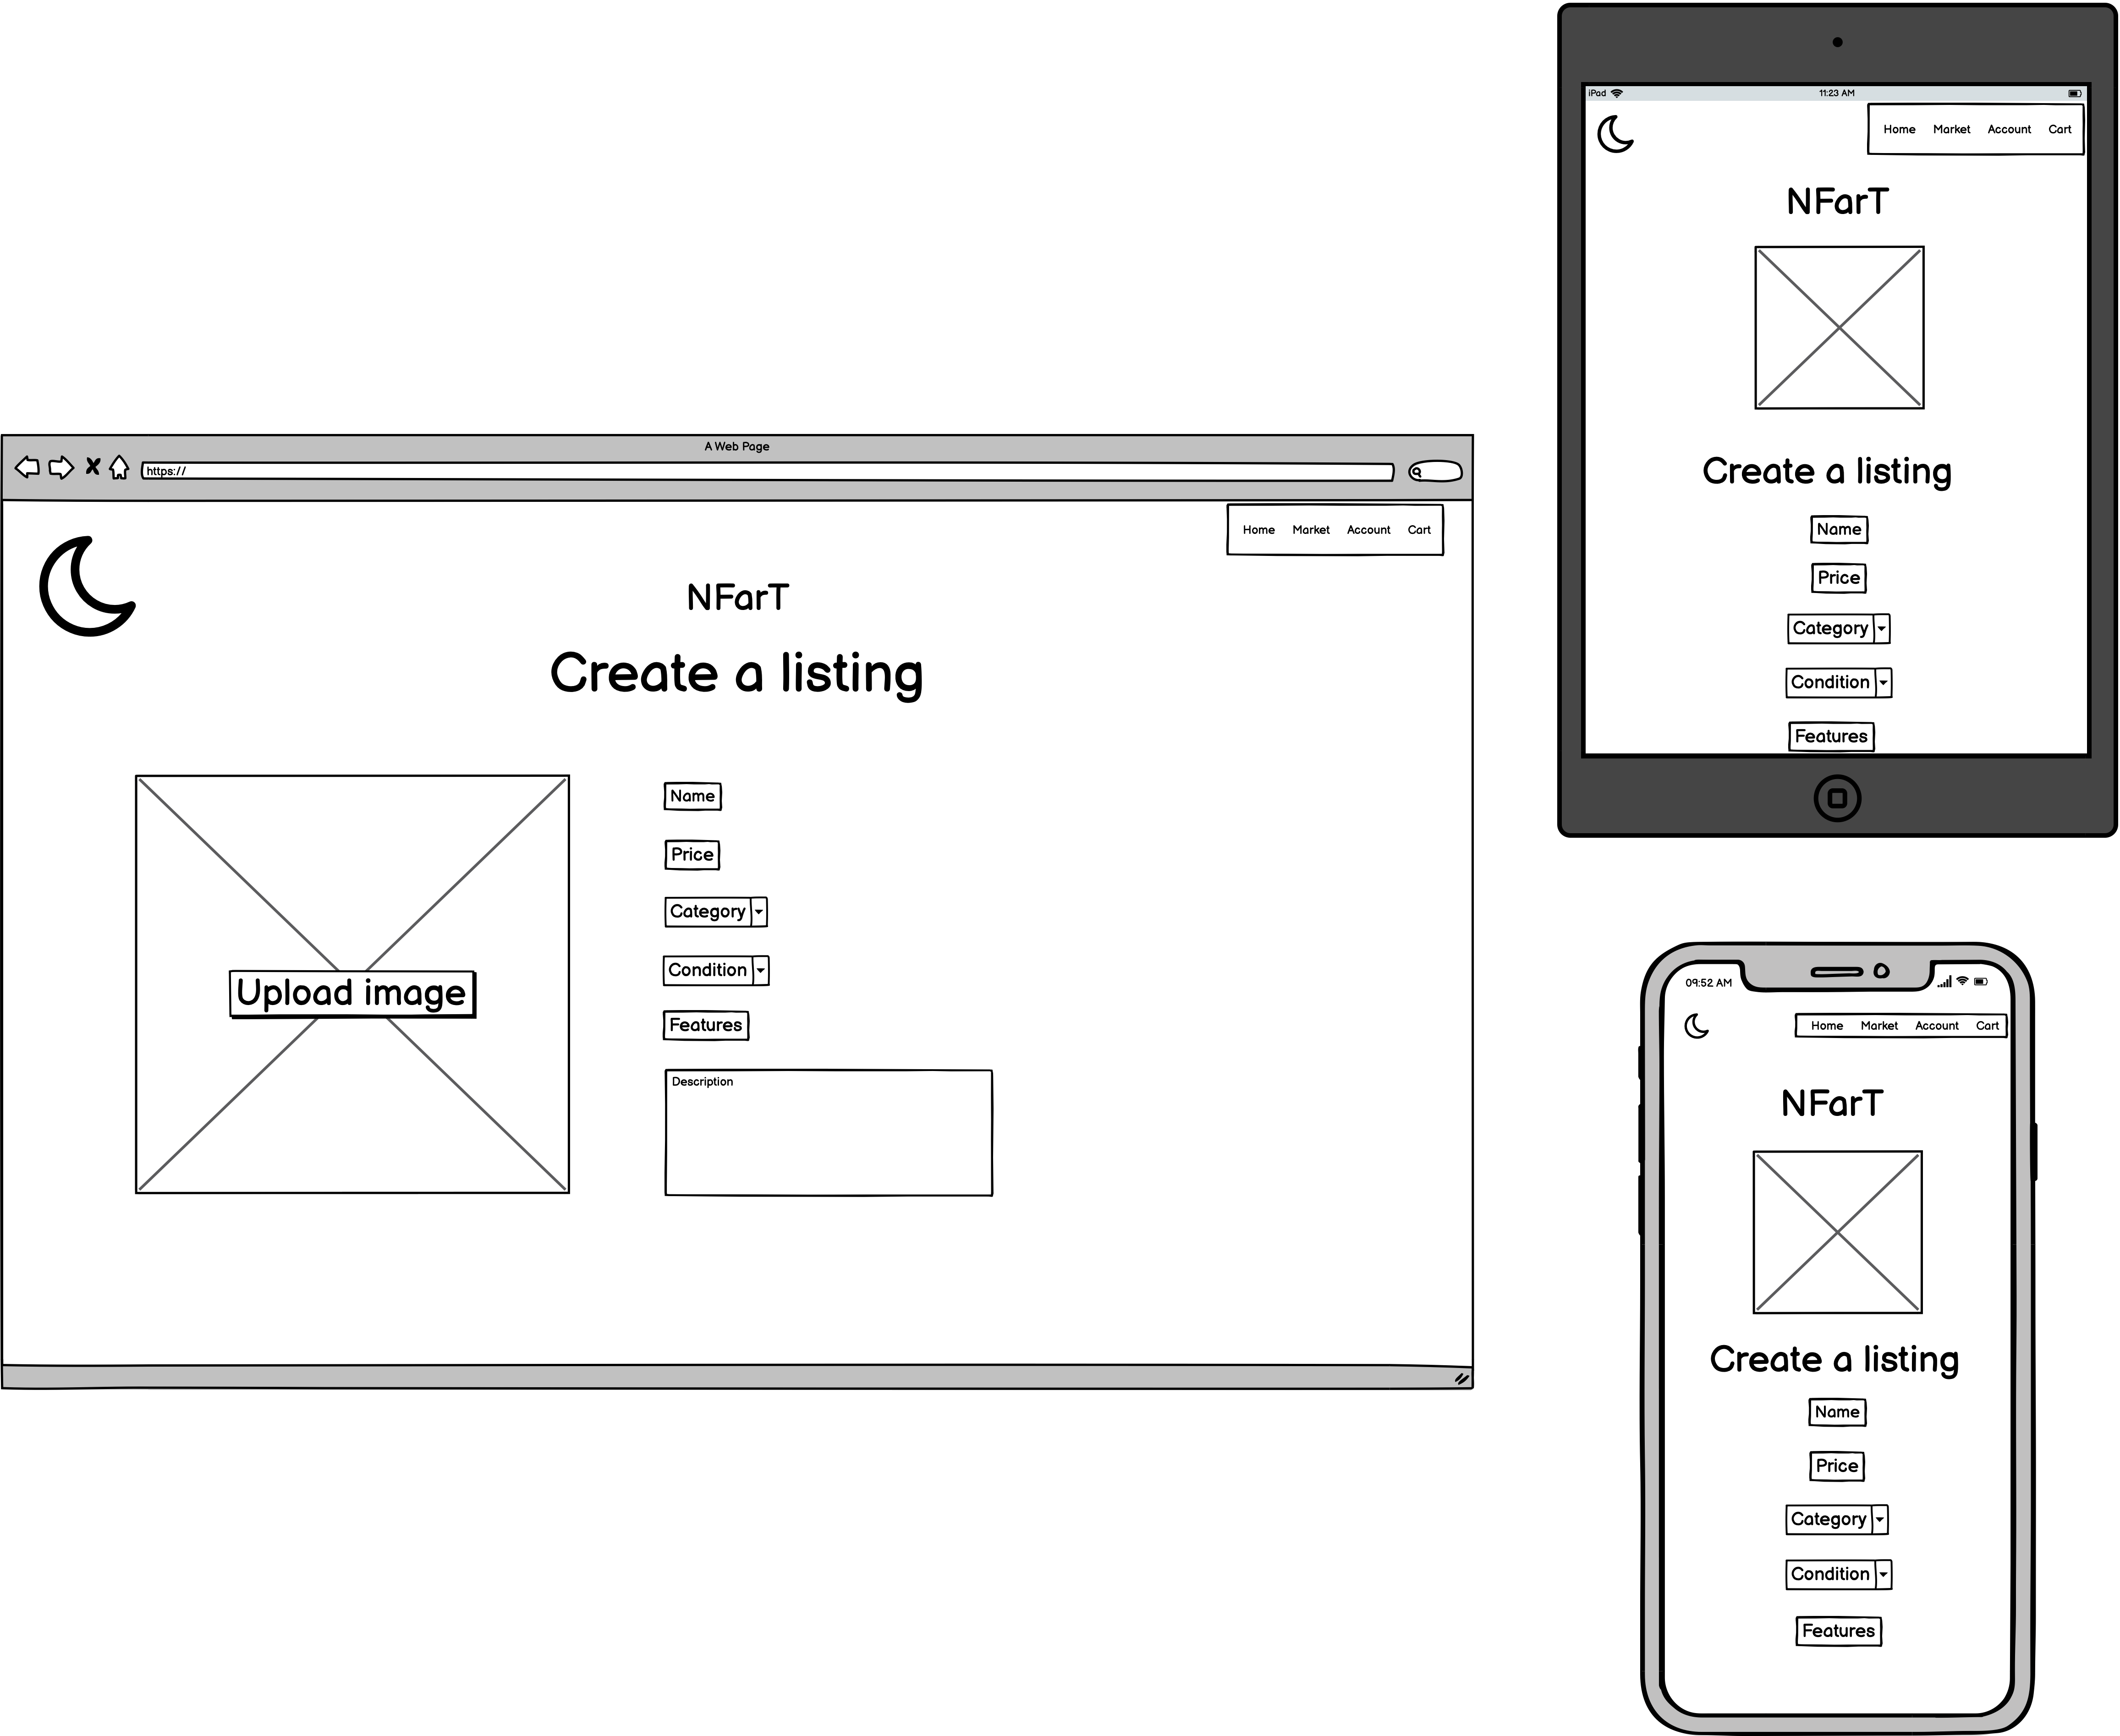 A Web Page
https://
Home Market Account Cart
NFarT
Create a listing
Upload image
Name
Price
Category
Condition
Features
Description
iPad 11:23 AM
Home Market Account Cart
NFarT
Create a listing
Name
Price
Category
Condition
Features
09:52 AM
Home Market Account Cart
NFarT
Create a listing
Name
Price
Category
Condition
Features